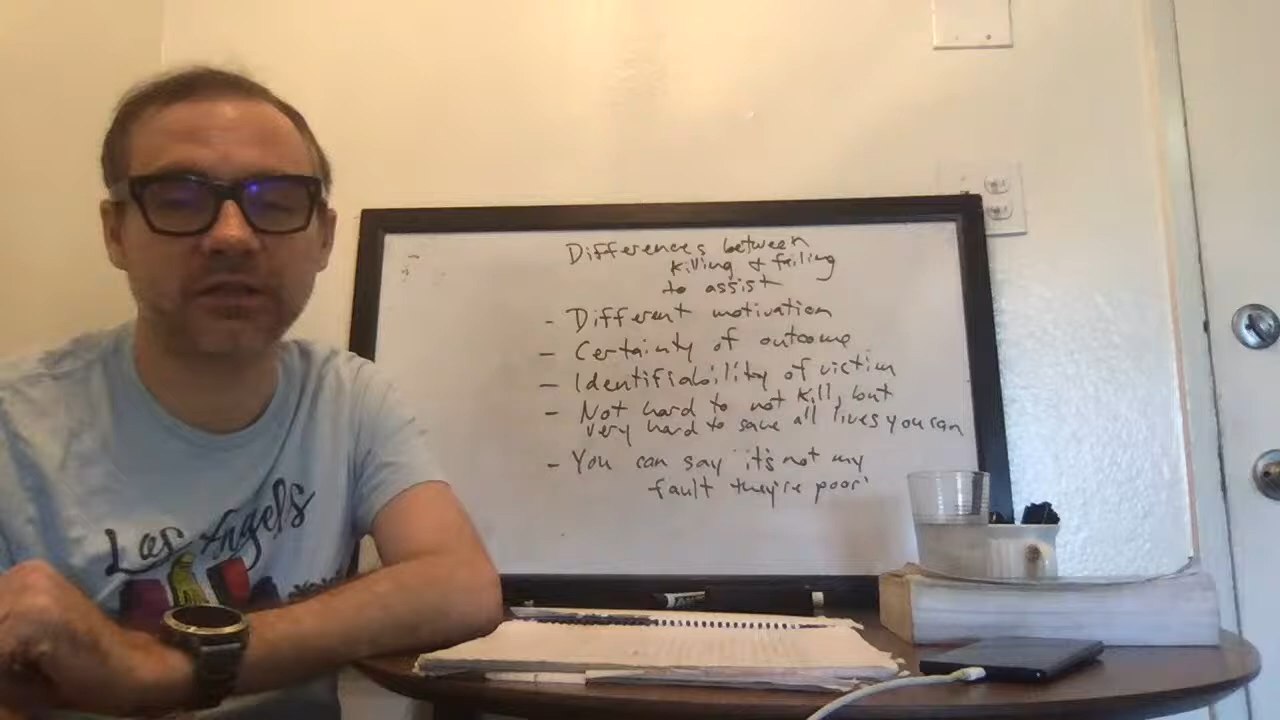 Differences between
killing + failing
to assist
- Different motivation
- Certainty of outcome
- Identifiability of victim
- Not hard to not kill, but
very hard to save all lives you can
- You can say 'it's not my
fault they're poor'
Los Angels